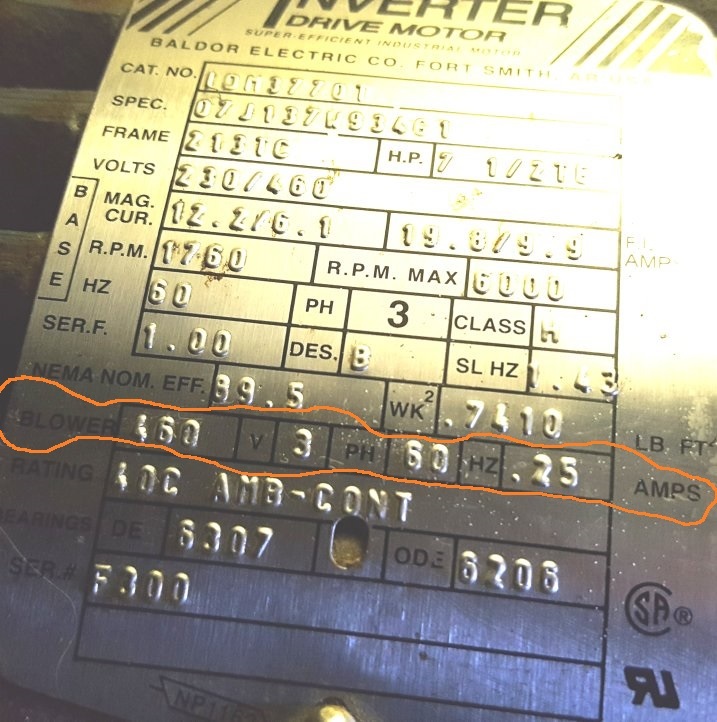 INVERTER
DRIVE MOTOR
SUPER-EFFICIENT INDUSTRIAL MOTOR
BALDOR ELECTRIC CO. FORT SMITH, AR
CAT. NO.
SPEC.
FRAME 213TC H.P. 7 1/2TE
VOLTS 230/460
BASE
MAG. CUR. 12.2/6.1 19.8/9.9 F.L. AMP
R.P.M. 1760 R.P.M. MAX 6000
HZ 60 PH 3 CLASS H
SER.F. 1.00 DES. B SL HZ 1.43
NEMA NOM. EFF. 89.5 WK2 .7410 LB FT2
BLOWER 460 V 3 PH 60 HZ .25 AMPS
RATING 40C AMB-CONT
BEARINGS DE 6307 ODE 6206
SER.# F300
SA ®